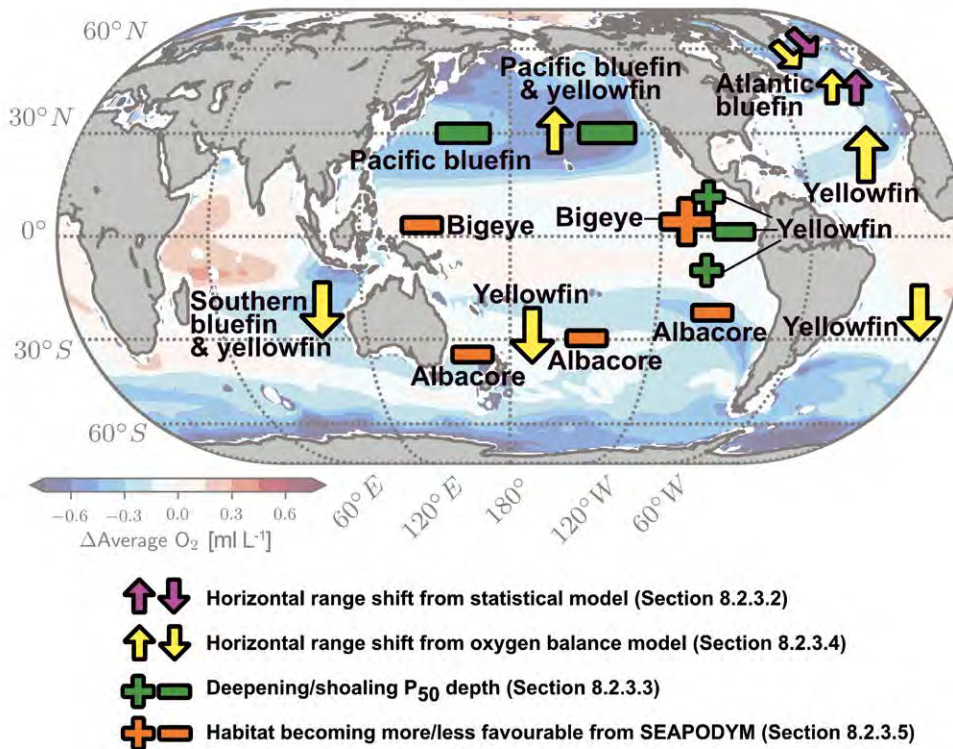 60°N
Pacific bluefin
& yellowfin
Atlantic
bluefin
30°N
Pacific bluefin
Yellowfin
0°
Bigeye
Bigeye
Yellowfin
Southern
bluefin
& yellowfin
Yellowfin
Albacore
Yellowfin
30°S
Albacore
Albacore
60°S
−0.6 −0.3 0.0 0.3 0.6
ΔAverage O₂ [ml L⁻¹]
60°E
120°E
180°
120°W
60°W
Horizontal range shift from statistical model (Section 8.2.3.2)
Horizontal range shift from oxygen balance model (Section 8.2.3.4)
Deepening/shoaling P₅₀ depth (Section 8.2.3.3)
Habitat becoming more/less favourable from SEAPODYM (Section 8.2.3.5)